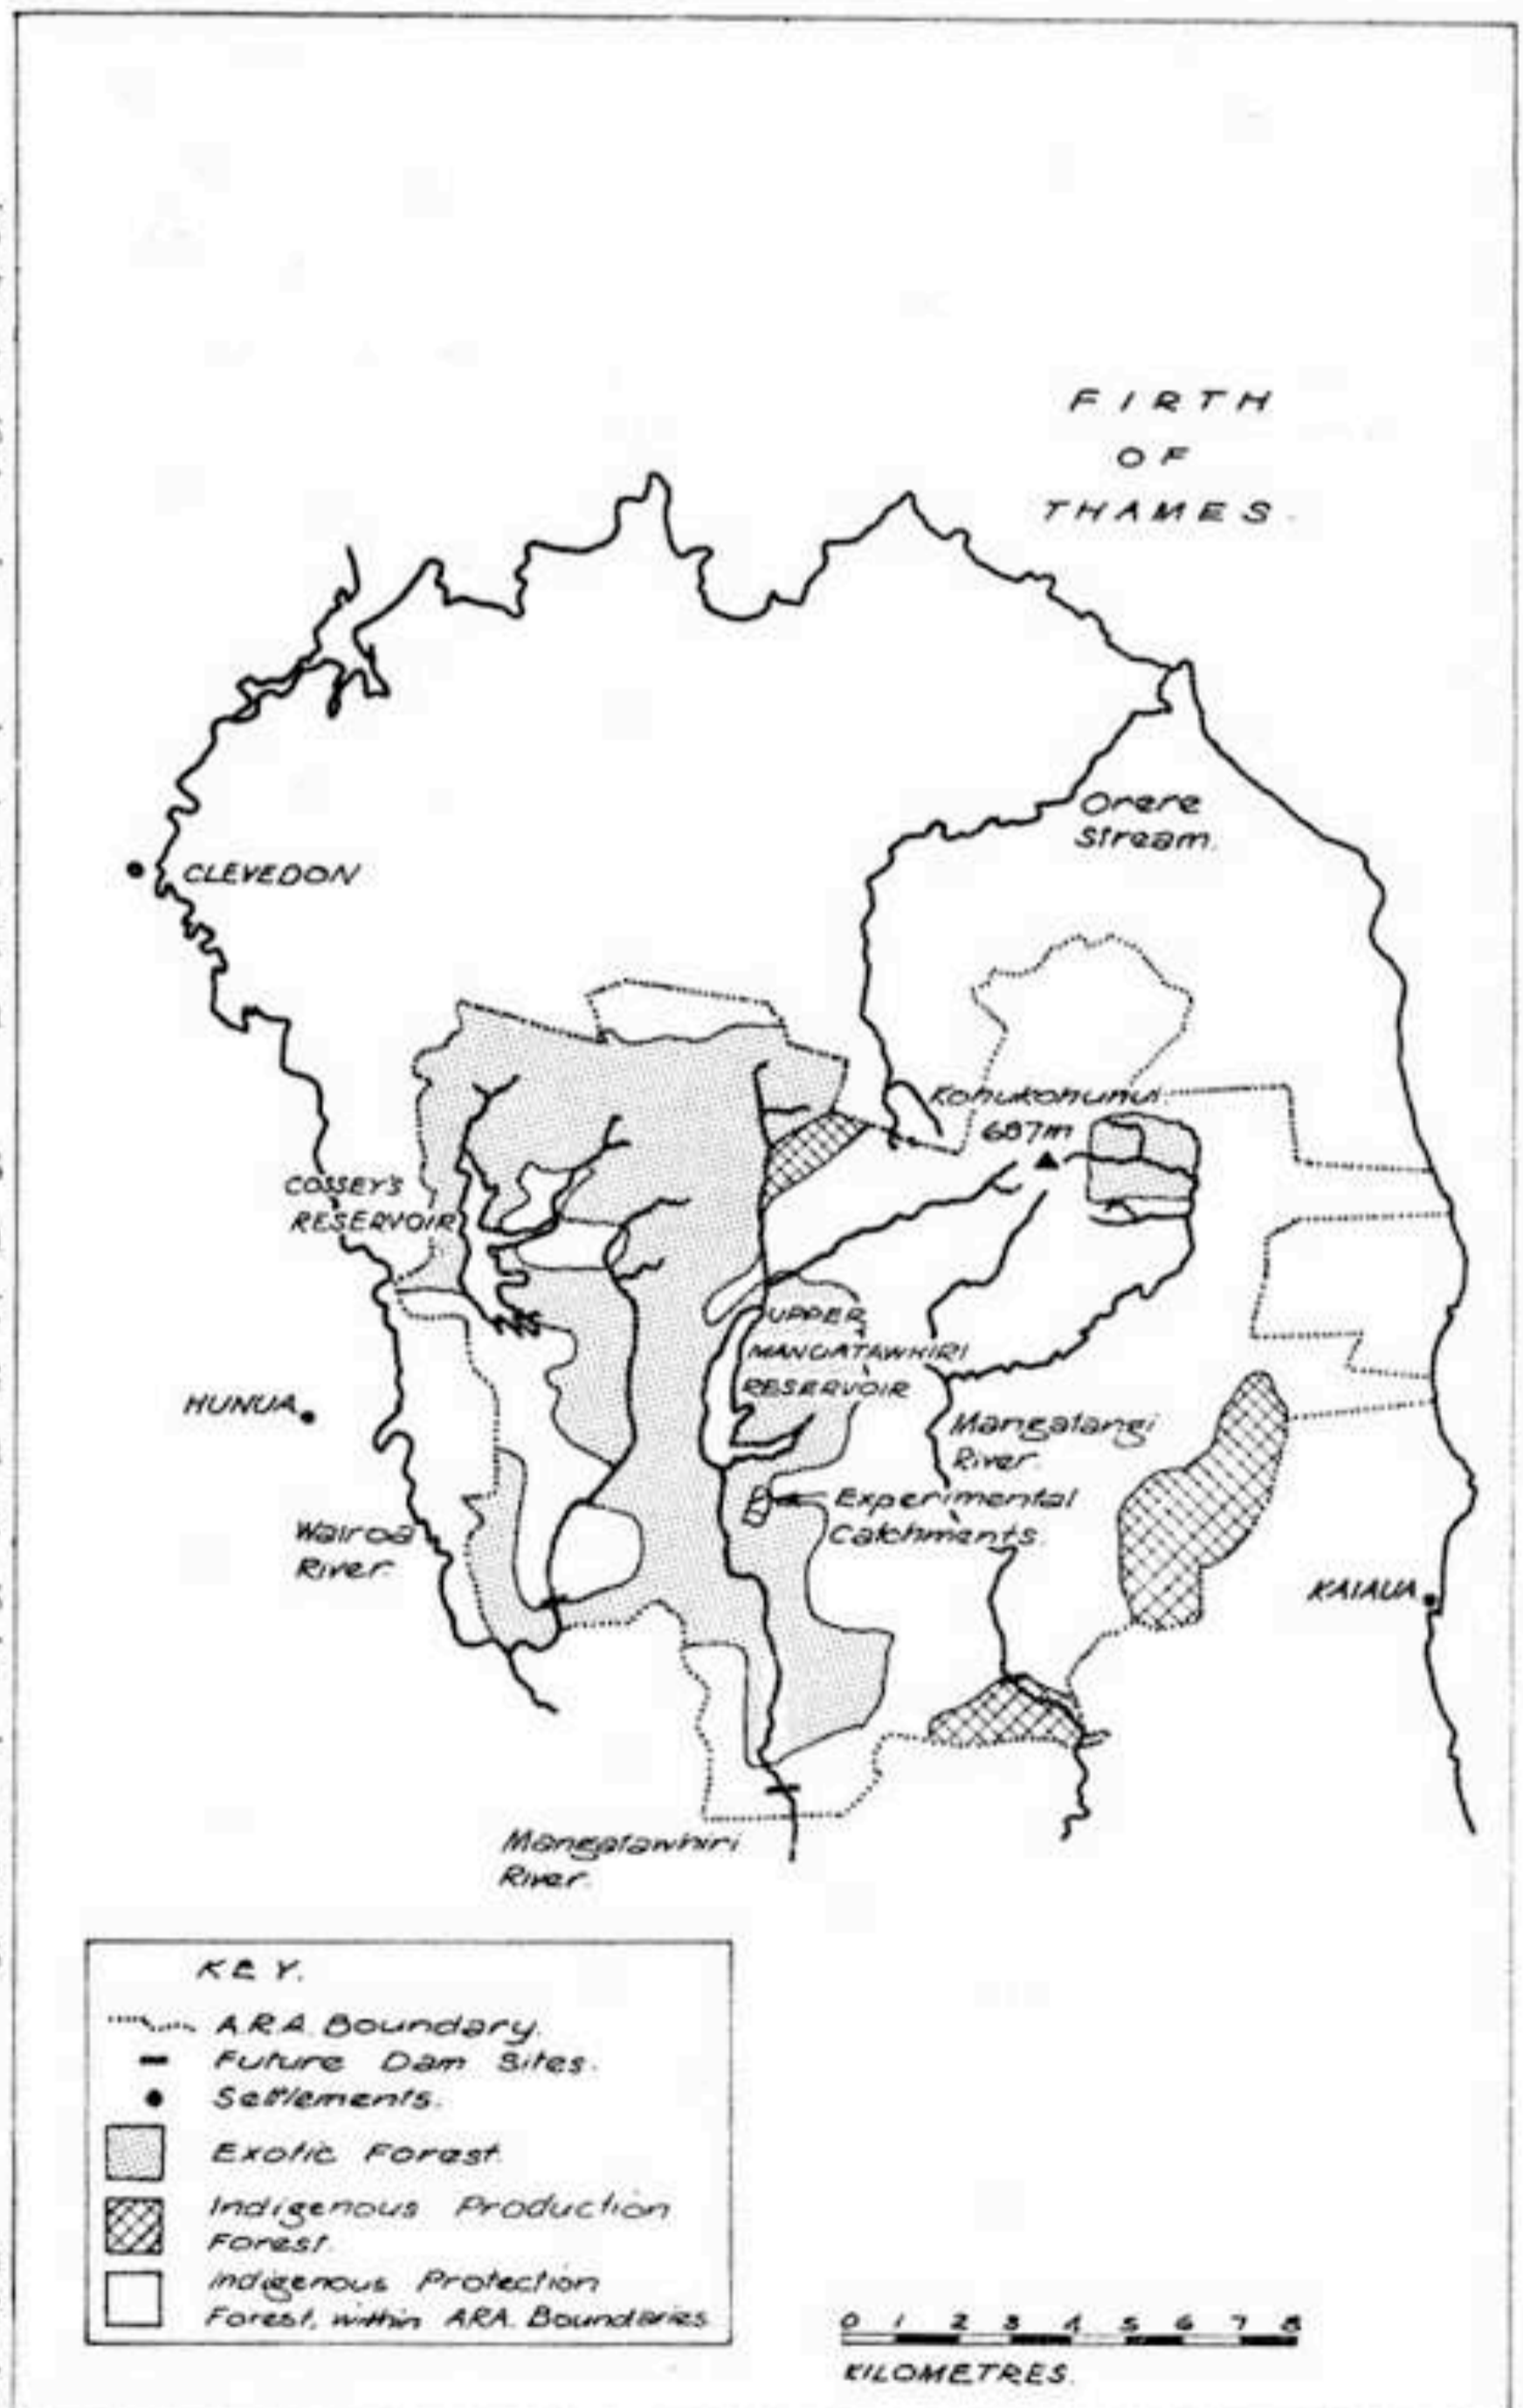 FIRTH
OF
THAMES.
Orere
Stream.
CLEVEDON
Kohukohunui.
687m
COSSEY'S
RESERVOIR
UPPER
MANGATAWHIRI
RESERVOIR
HUNUA
Mangatangi
River.
Experimental
Catchments.
Wairoa
River.
KAIAUA
Mangatawhiri
River.
KEY.
A.R.A. Boundary.
Future Dam Sites.
Settlements.
Exotic Forest.
Indigenous Production
Forest.
Indigenous Protection
Forest, within ARA. Boundaries
0 1 2 3 4 5 6 7 8
KILOMETRES.